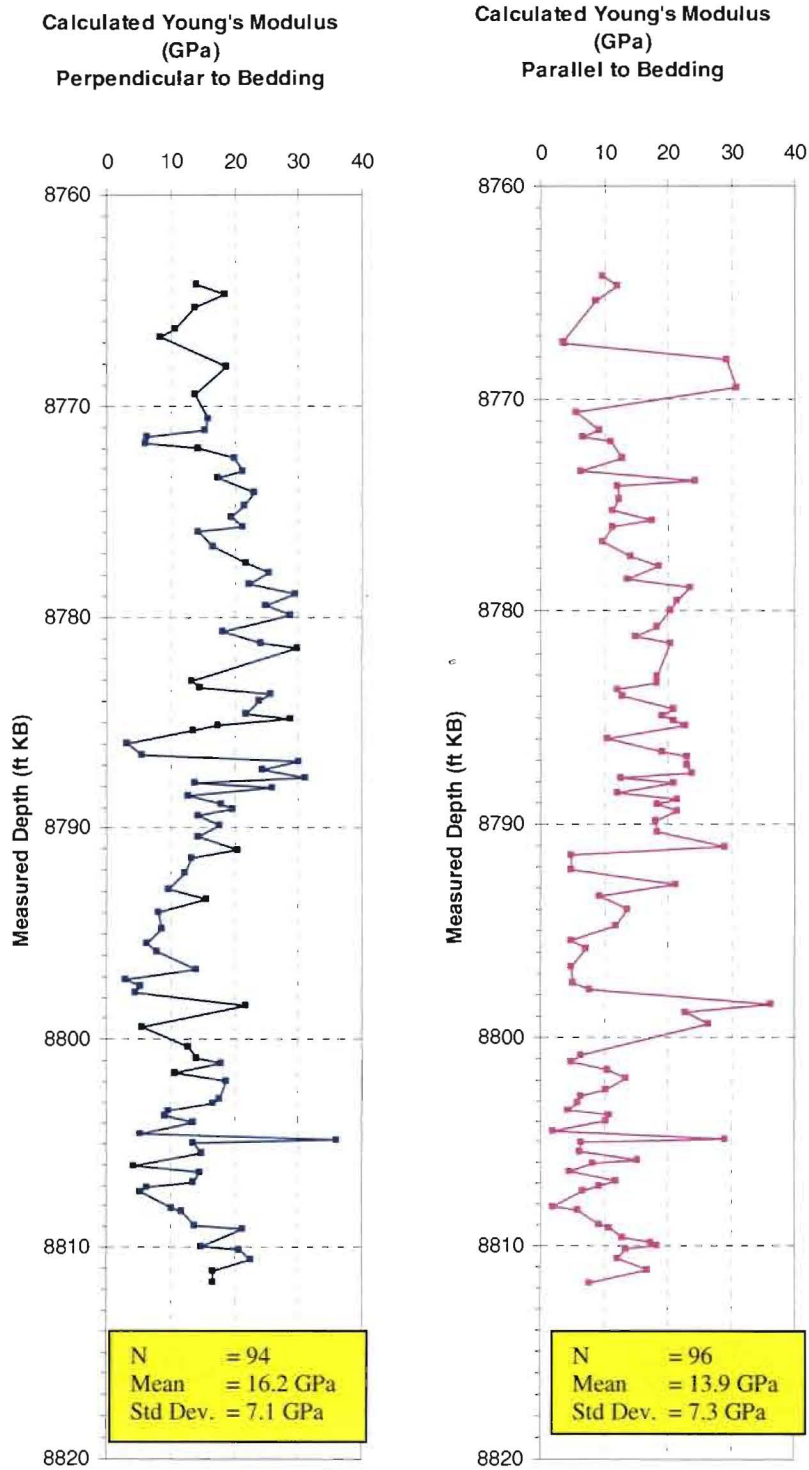 Calculated Young's Modulus
(GPa)
Perpendicular to Bedding
0 10 20 30 40
8760
8770
8780
8790
8800
8810
8820
Measured Depth (ft KB)
N = 94
Mean = 16.2 GPa
Std Dev. = 7.1 GPa
Calculated Young's Modulus
(GPa)
Parallel to Bedding
0 10 20 30 40
8760
8770
8780
8790
8800
8810
8820
Measured Depth (ft KB)
N = 96
Mean = 13.9 GPa
Std Dev. = 7.3 GPa